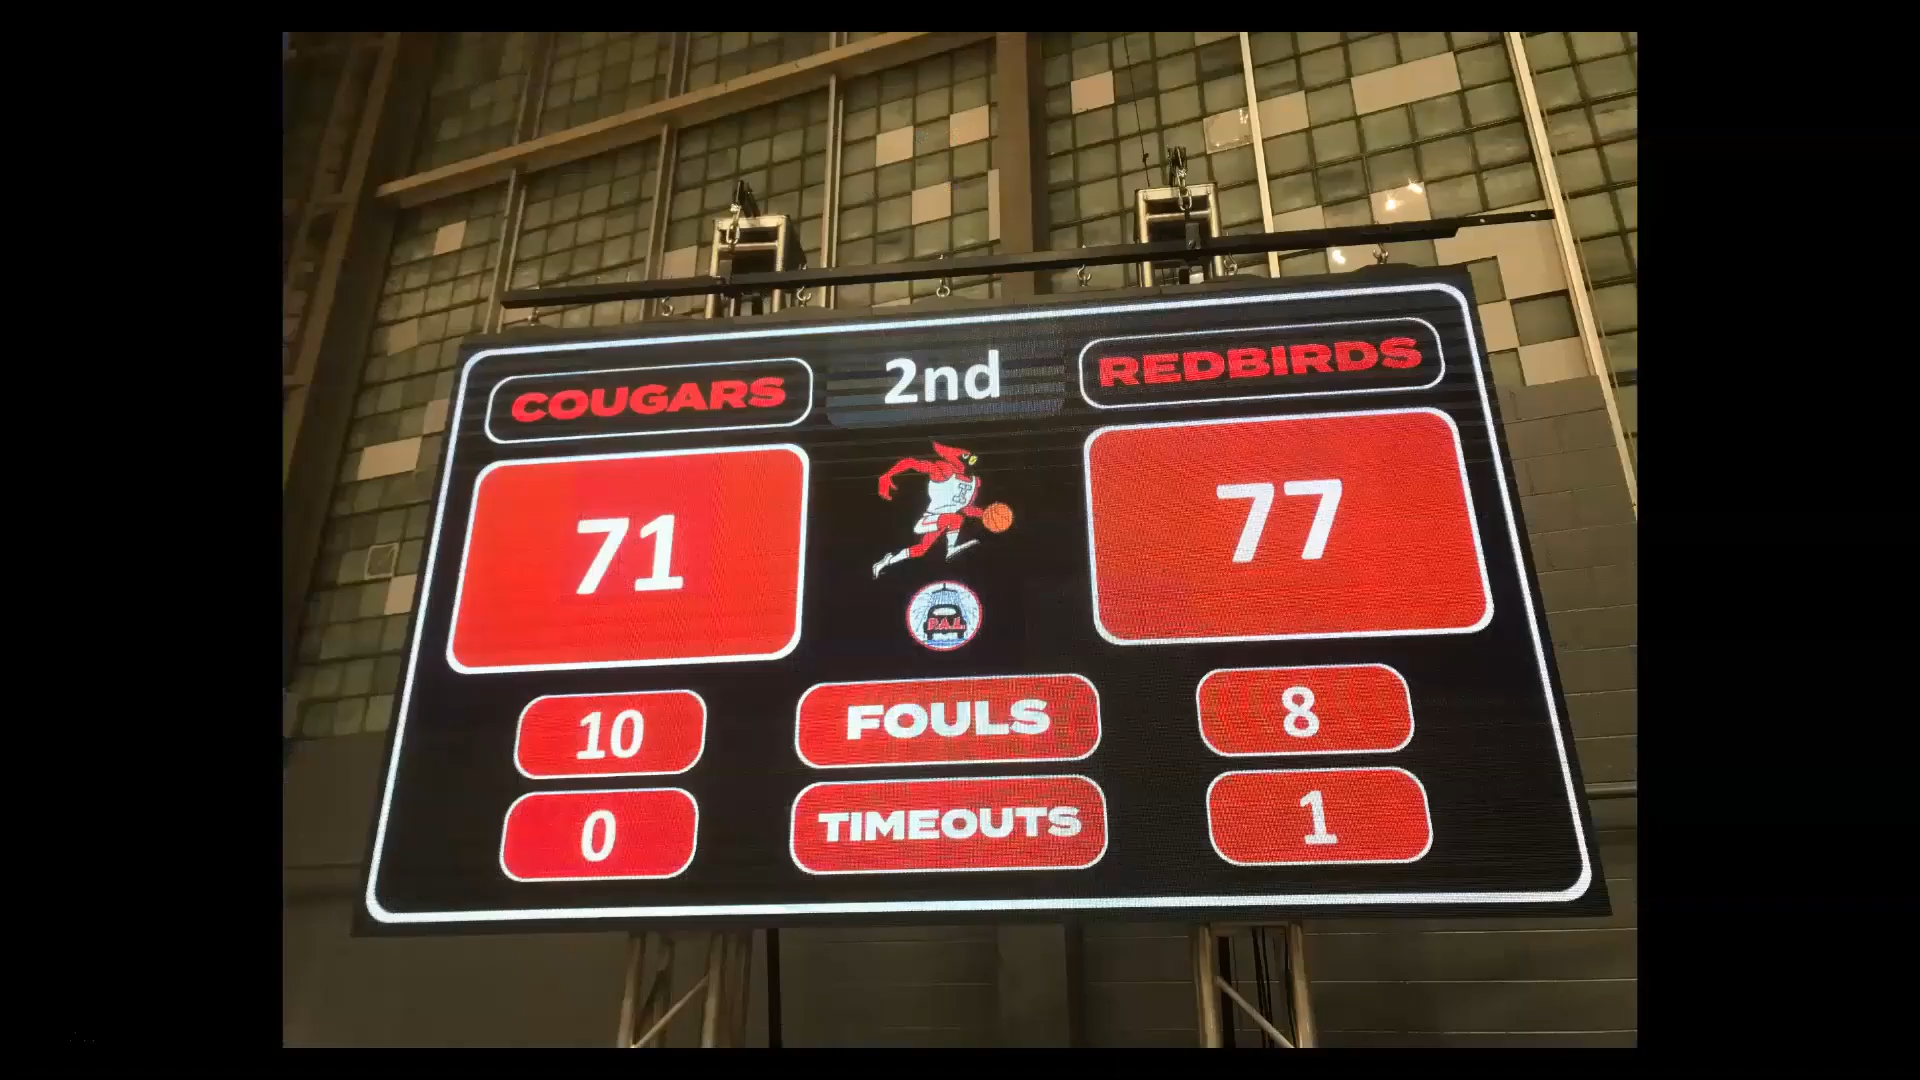 COUGARS 2nd REDBIRDS
71 77
I
P.A.L.
10 FOULS 8
0 TIMEOUTS 1